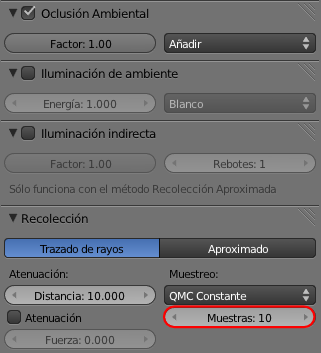 Oclusión Ambiental
Factor: 1.00 Añadir
Iluminación de ambiente
Energía: 1.000 Blanco
Iluminación indirecta
Factor: 1.00 Rebotes: 1
Sólo funciona con el método Recolección Aproximada
Recolección
Trazado de rayos Aproximado
Atenuación: Muestreo:
Distancia: 10.000 QMC Constante
Atenuación Muestras: 10
Fuerza: 0.000